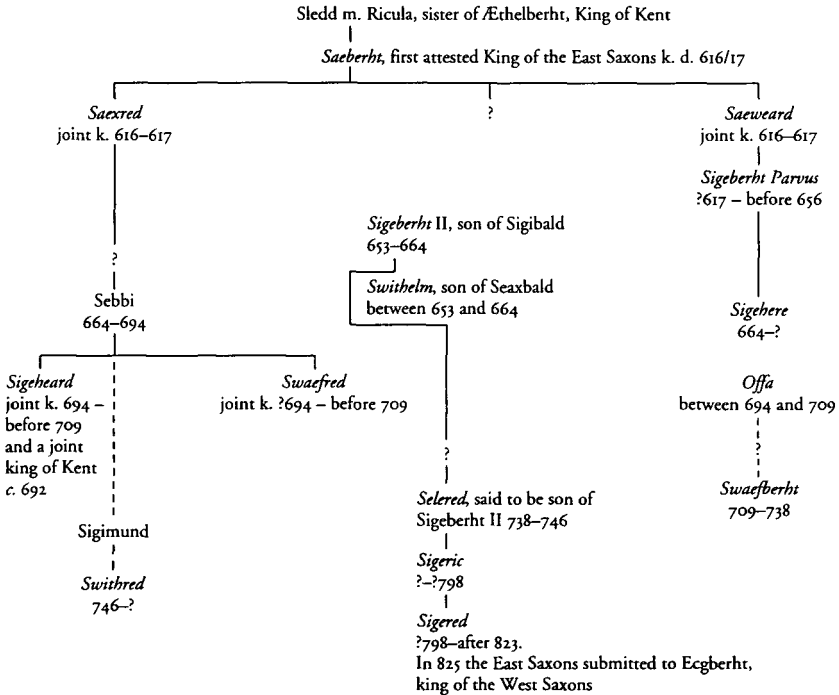 Sledd m. Ricula, sister of Æthelberht, King of Kent
Saeberht, first attested King of the East Saxons k. d. 616/17
Saexred
joint k. 616–617
?
Saeweard
joint k. 616–617
Sigeberht Parvus
?617 – before 656
Sigeberht II, son of Sigibald
653–664
?
Swithelm, son of Seaxbald
between 653 and 664
Sebbi
664–694
Sigehere
664–?
Sigeheard
joint k. 694 –
before 709
and a joint
king of Kent
c. 692
Swaefred
joint k. ?694 – before 709
Offa
between 694 and 709
?
?
Swaefberht
709–738
Selered, said to be son of
Sigeberht II 738–746
Sigimund
Swithred
746–?
Sigeric
?–?798
Sigered
?798–after 823.
In 825 the East Saxons submitted to Ecgberht,
king of the West Saxons